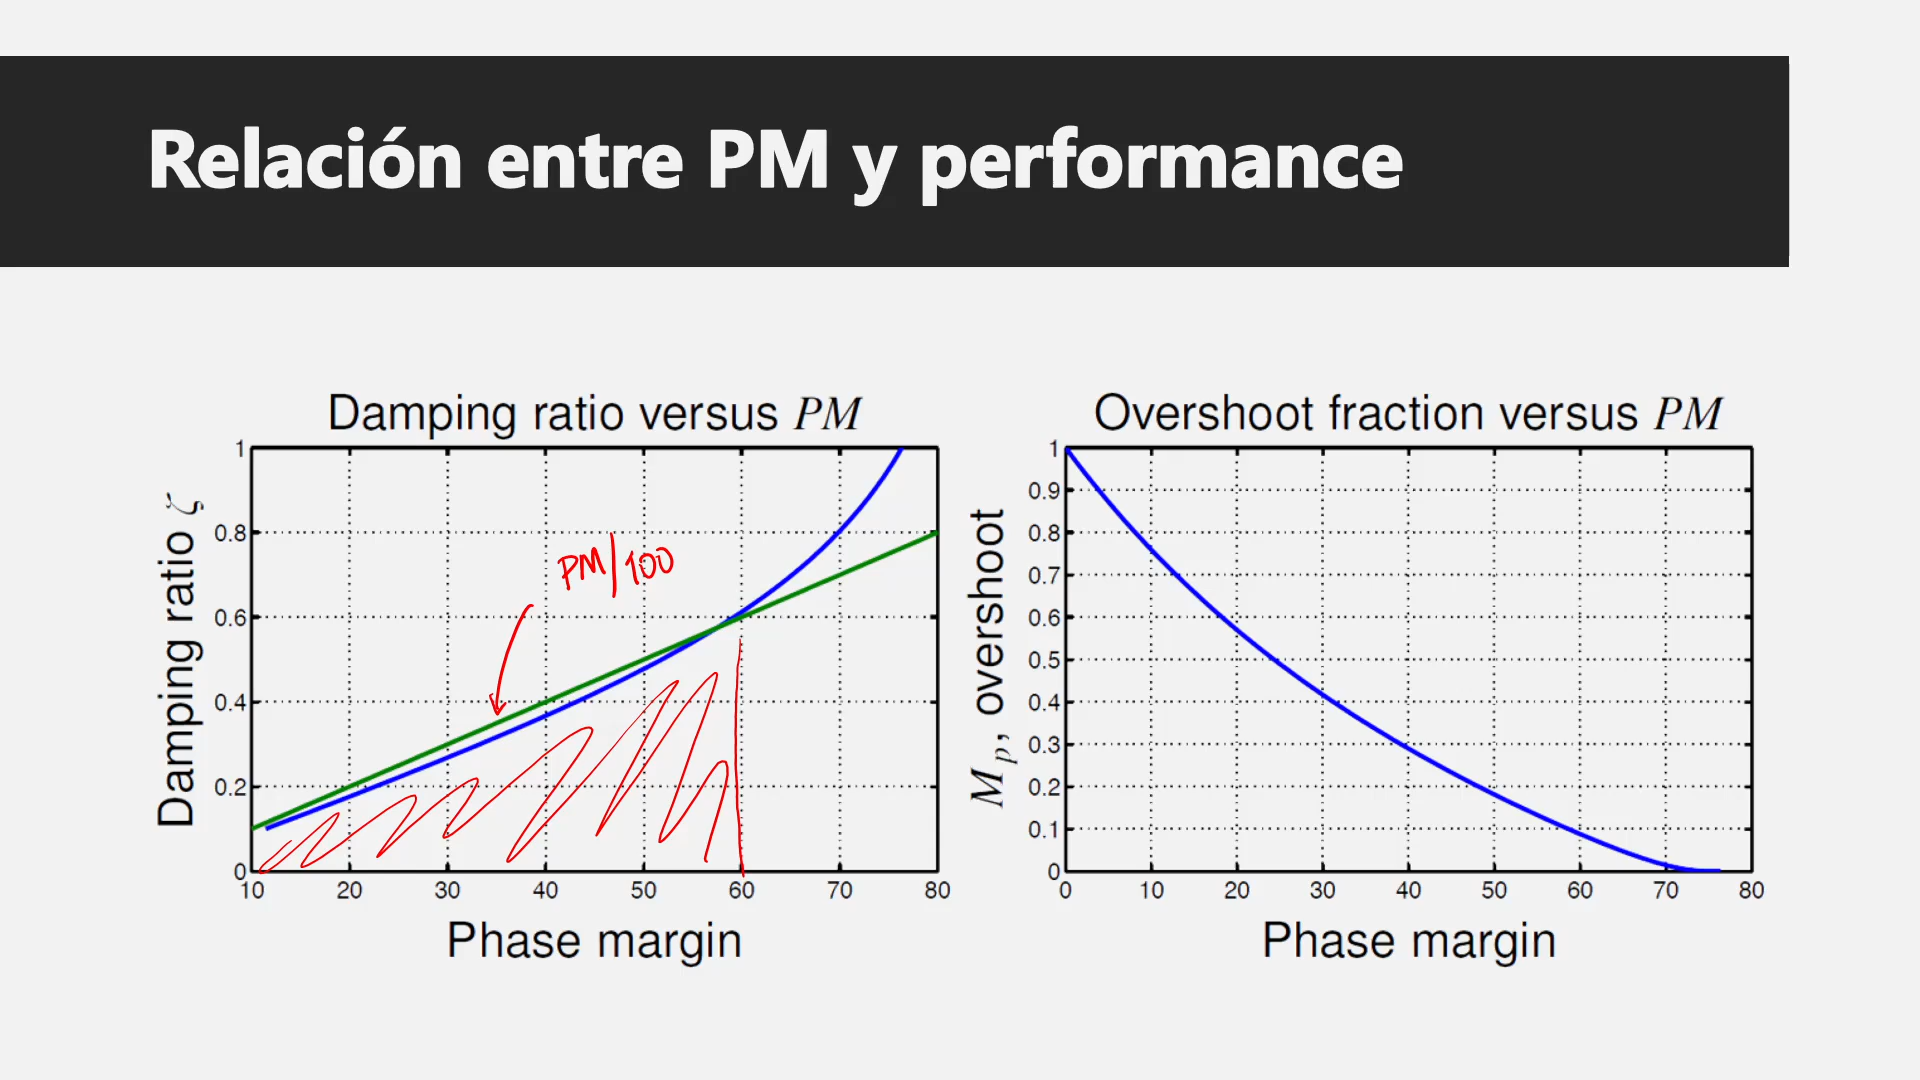 Relación entre PM y performance
Damping ratio versus PM
Damping ratio ζ
1
0.8
0.6
0.4
0.2
0
10 20 30 40 50 60 70 80
Phase margin
PM/100
Overshoot fraction versus PM
Mp, overshoot
1
0.9
0.8
0.7
0.6
0.5
0.4
0.3
0.2
0.1
0
0 10 20 30 40 50 60 70 80
Phase margin